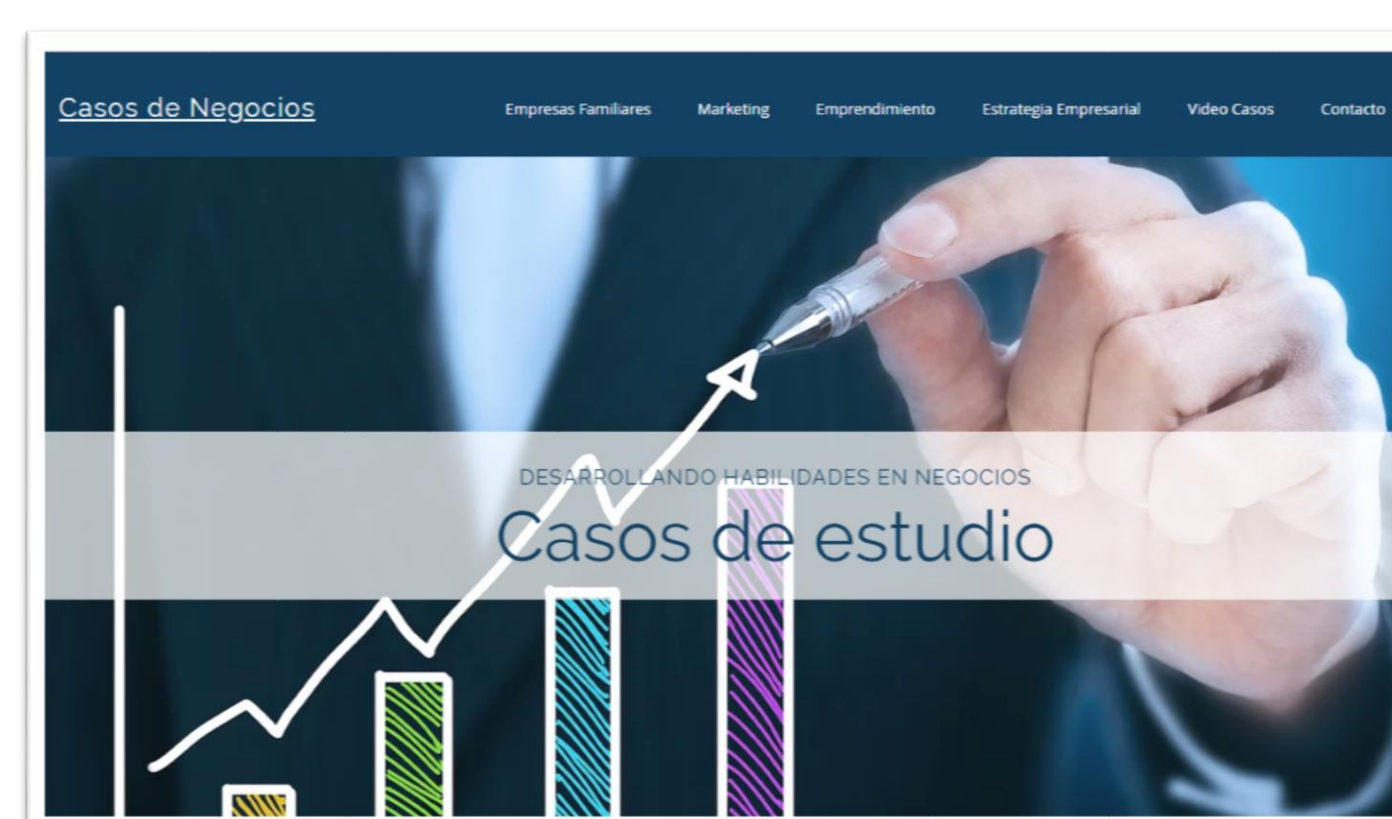 Casos de Negocios
Empresas Familiares Marketing Emprendimiento Estrategia Empresarial Video Casos Contacto
DESARROLLANDO HABILIDADES EN NEGOCIOS
Casos de estudio